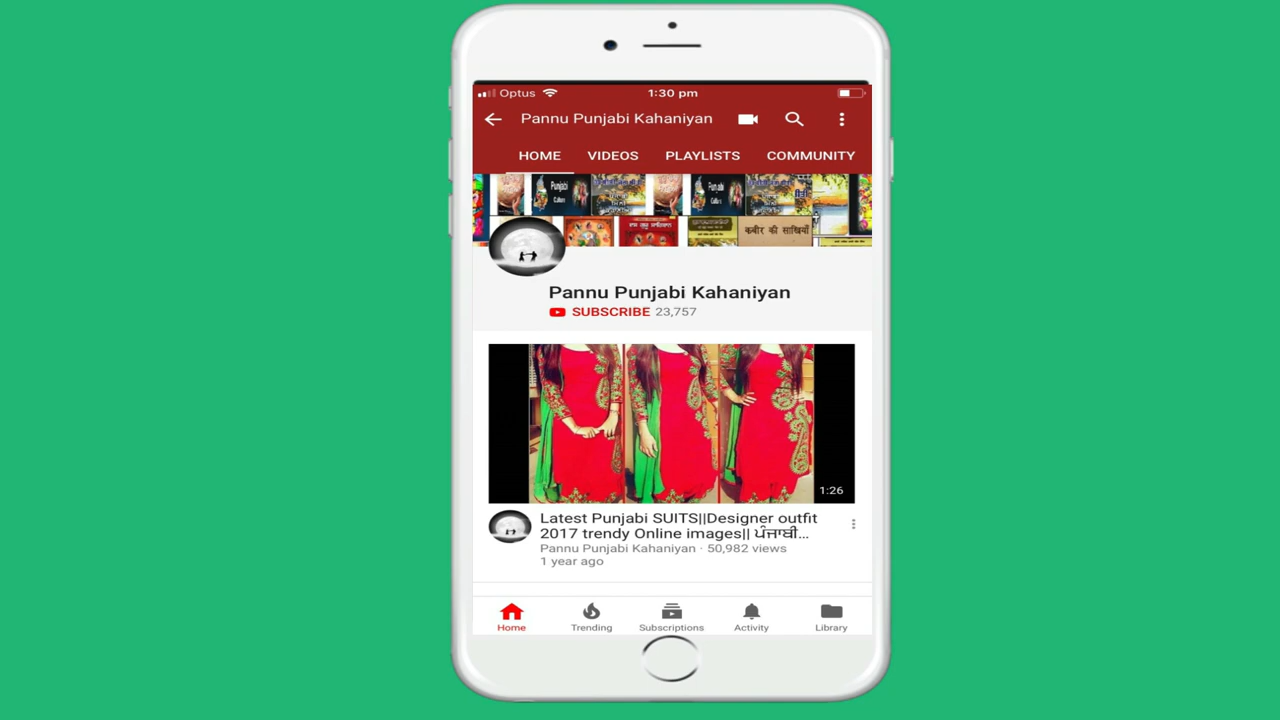 Optus 1:30 pm
Pannu Punjabi Kahaniyan
HOME VIDEOS PLAYLISTS COMMUNITY
Punjabi
कबीर की साखियाँ
Pannu Punjabi Kahaniyan
SUBSCRIBE 23,757
1:26
Latest Punjabi SUITS||Designer outfit
2017 trendy Online images|| ਪੰਜਾਬੀ...
Pannu Punjabi Kahaniyan · 50,982 views
1 year ago
Home Trending Subscriptions Activity Library